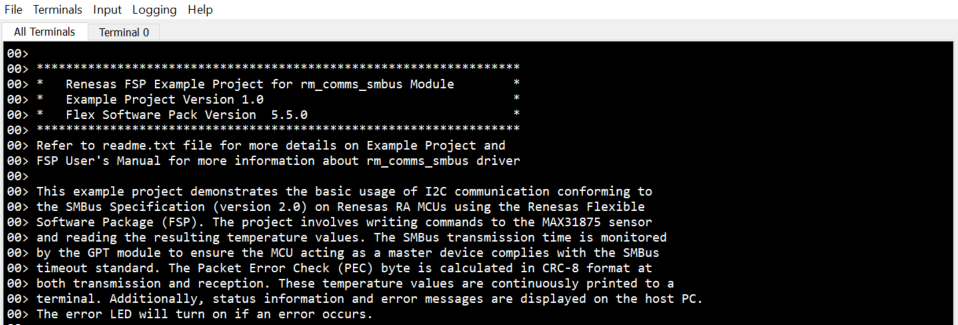 File Terminals Input Logging Help
All Terminals Terminal 0
00>
00> ******************************************************************
00> *   Renesas FSP Example Project for rm_comms_smbus Module        *
00> *   Example Project Version 1.0                                  *
00> *   Flex Software Pack Version  5.5.0                            *
00> ******************************************************************
00> Refer to readme.txt file for more details on Example Project and
00> FSP User's Manual for more information about rm_comms_smbus driver
00>
00> This example project demonstrates the basic usage of I2C communication conforming to
00> the SMBus Specification (version 2.0) on Renesas RA MCUs using the Renesas Flexible
00> Software Package (FSP). The project involves writing commands to the MAX31875 sensor
00> and reading the resulting temperature values. The SMBus transmission time is monitored
00> by the GPT module to ensure the MCU acting as a master device complies with the SMBus
00> timeout standard. The Packet Error Check (PEC) byte is calculated in CRC-8 format at
00> both transmission and reception. These temperature values are continuously printed to a
00> terminal. Additionally, status information and error messages are displayed on the host PC.
00> The error LED will turn on if an error occurs.